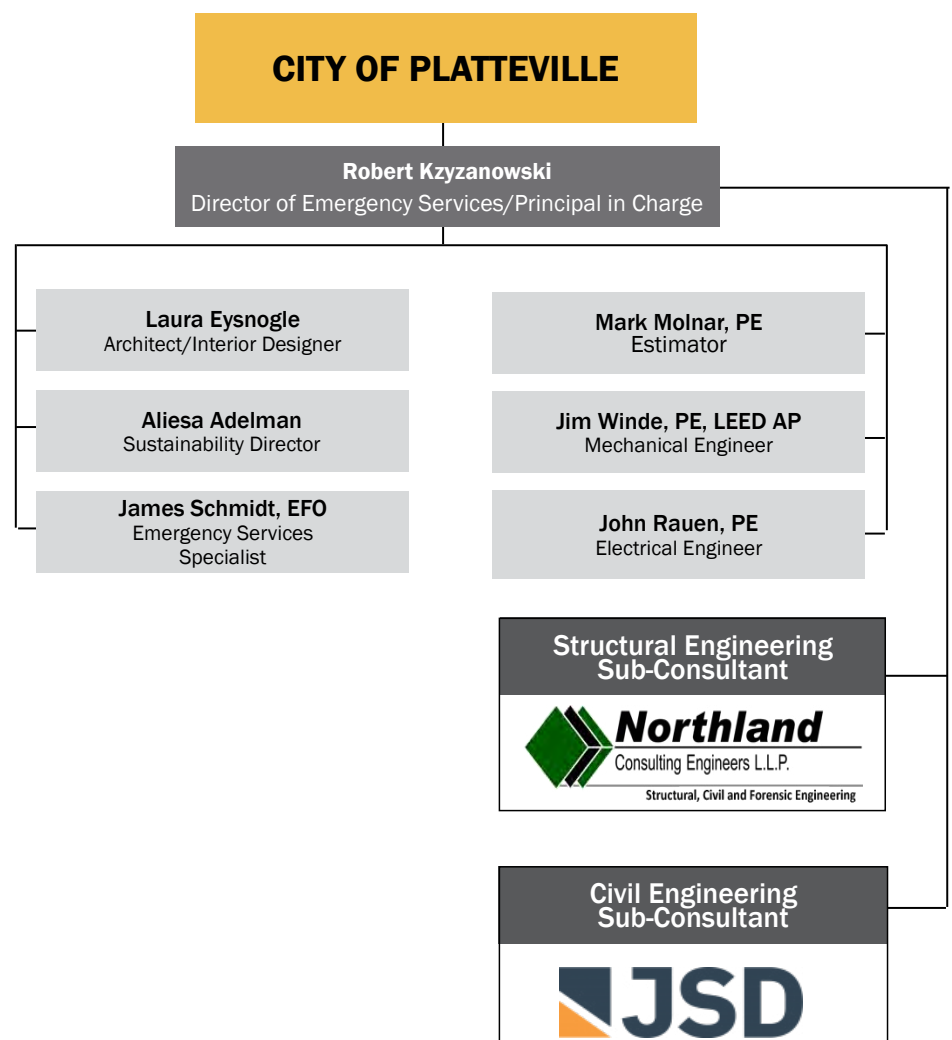 CITY OF PLATTEVILLE
Robert Kzyzanowski
Director of Emergency Services/Principal in Charge
Laura Eysnogle
Architect/Interior Designer
Aliesa Adelman
Sustainability Director
James Schmidt, EFO
Emergency Services
Specialist
Mark Molnar, PE
Estimator
Jim Winde, PE, LEED AP
Mechanical Engineer
John Rauen, PE
Electrical Engineer
Structural Engineering
Sub-Consultant
Northland
Consulting Engineers L.L.P.
Structural, Civil and Forensic Engineering
Civil Engineering
Sub-Consultant
JSD